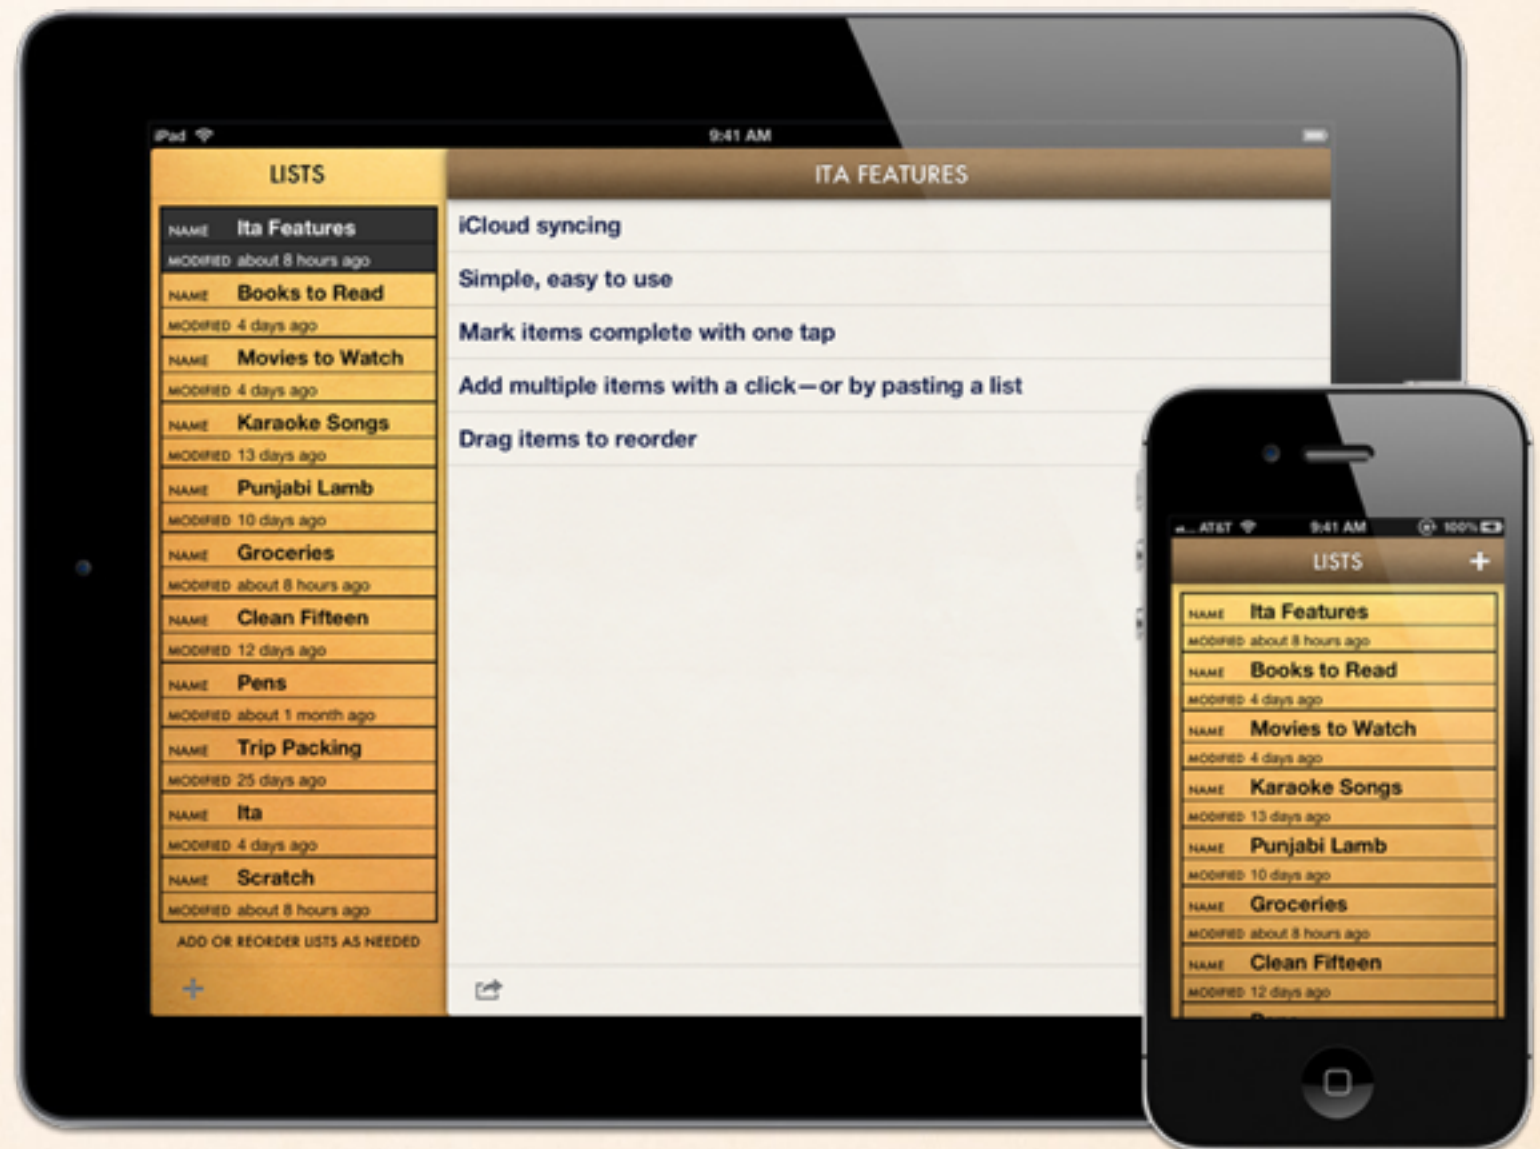 iPad 9:41 AM
LISTS
NAME Ita Features
MODIFIED about 8 hours ago
NAME Books to Read
MODIFIED 4 days ago
NAME Movies to Watch
MODIFIED 4 days ago
NAME Karaoke Songs
MODIFIED 13 days ago
NAME Punjabi Lamb
MODIFIED 10 days ago
NAME Groceries
MODIFIED about 8 hours ago
NAME Clean Fifteen
MODIFIED 12 days ago
NAME Pens
MODIFIED about 1 month ago
NAME Trip Packing
MODIFIED 25 days ago
NAME Ita
MODIFIED 4 days ago
NAME Scratch
MODIFIED about 8 hours ago
ADD OR REORDER LISTS AS NEEDED
+
ITA FEATURES
iCloud syncing
Simple, easy to use
Mark items complete with one tap
Add multiple items with a click—or by pasting a list
Drag items to reorder
AT&T 9:41 AM 100%
LISTS +
NAME Ita Features
MODIFIED about 8 hours ago
NAME Books to Read
MODIFIED 4 days ago
NAME Movies to Watch
MODIFIED 4 days ago
NAME Karaoke Songs
MODIFIED 13 days ago
NAME Punjabi Lamb
MODIFIED 10 days ago
NAME Groceries
MODIFIED about 8 hours ago
NAME Clean Fifteen
MODIFIED 12 days ago